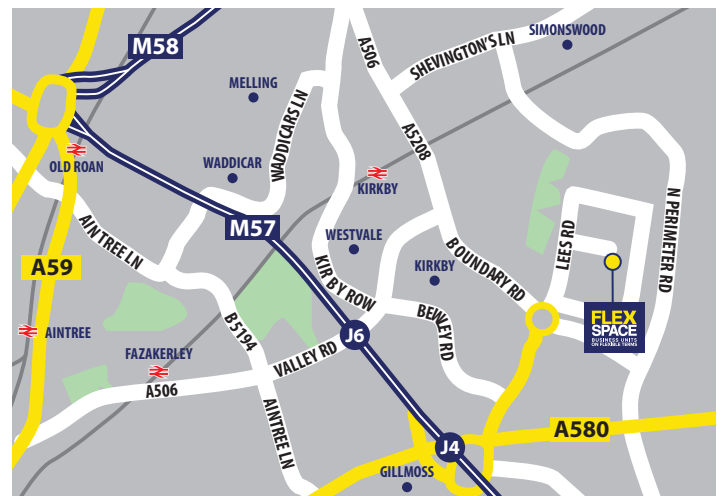 SIMONSWOOD
M58
A506
SHEVINGTON'S LN
MELLING
WADDICARS LN
A5208
OLD ROAN
WADDICAR
KIRKBY
N PERIMETER RD
AINTREE LN
M57
WESTVALE
LEES RD
BOUNDARY RD
A59
KIRBY ROW
KIRKBY
FLEX
SPACE
BUSINESS UNITS
ON FLEXIBLE TERMS
AINTREE
B5194
BEWLEY RD
J6
FAZAKERLEY
VALLEY RD
A506
AINTREE LN
A580
J4
GILLMOSS